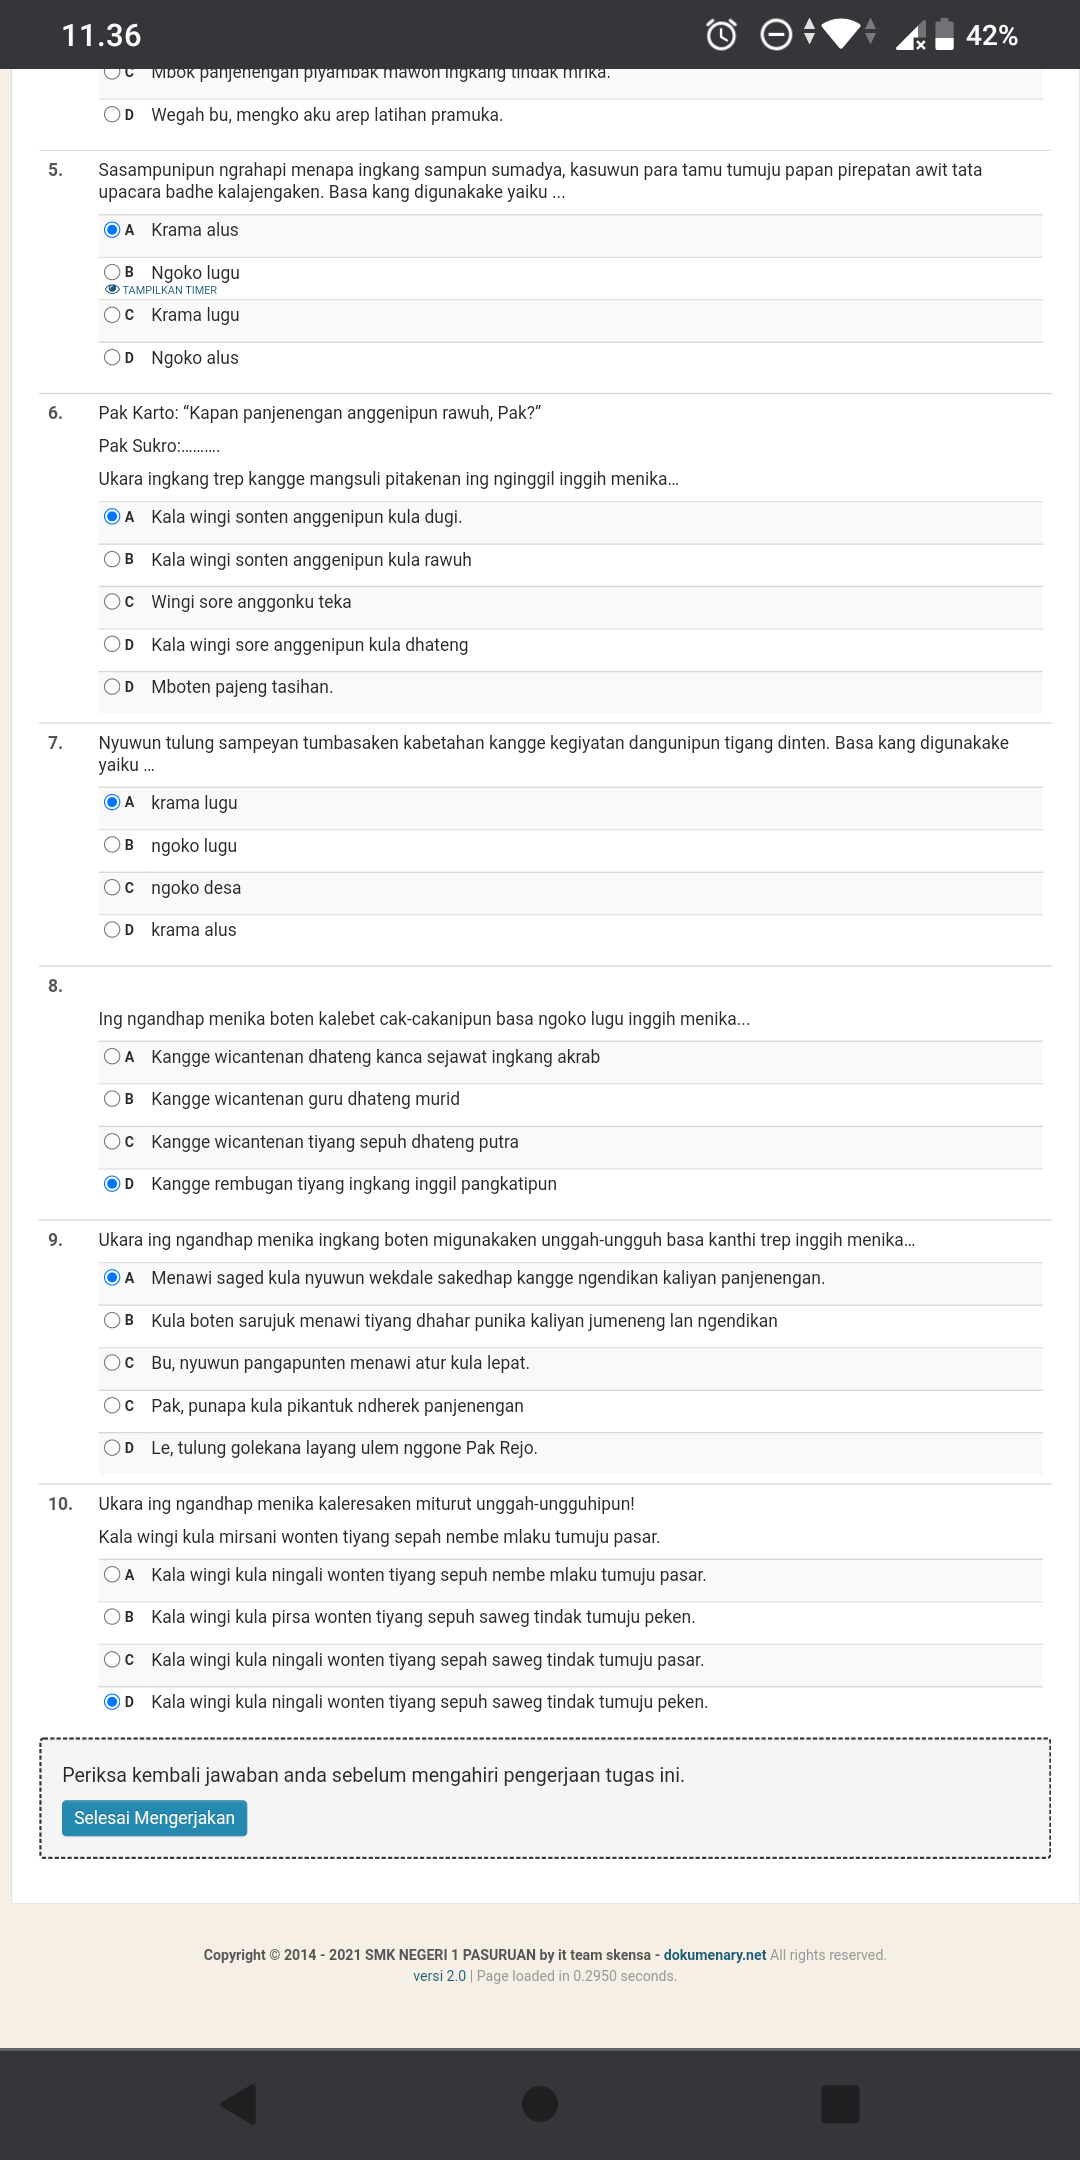 11.36
42%
C Mbok panjenengan piyambak mawon ingkang tindak mrika.
D Wegah bu, mengko aku arep latihan pramuka.
5. Sasampunipun ngrahapi menapa ingkang sampun sumadya, kasuwun para tamu tumuju papan pirepatan awit tata
upacara badhe kalajengaken. Basa kang digunakake yaiku ...
A Krama alus
B Ngoko lugu
TAMPILKAN TIMER
C Krama lugu
D Ngoko alus
6. Pak Karto: “Kapan panjenengan anggenipun rawuh, Pak?”
Pak Sukro:..........
Ukara ingkang trep kangge mangsuli pitakenan ing nginggil inggih menika...
A Kala wingi sonten anggenipun kula dugi.
B Kala wingi sonten anggenipun kula rawuh
C Wingi sore anggonku teka
D Kala wingi sore anggenipun kula dhateng
D Mboten pajeng tasihan.
7. Nyuwun tulung sampeyan tumbasaken kabetahan kangge kegiyatan dangunipun tigang dinten. Basa kang digunakake
yaiku ...
A krama lugu
B ngoko lugu
C ngoko desa
D krama alus
8.
Ing ngandhap menika boten kalebet cak-cakanipun basa ngoko lugu inggih menika...
A Kangge wicantenan dhateng kanca sejawat ingkang akrab
B Kangge wicantenan guru dhateng murid
C Kangge wicantenan tiyang sepuh dhateng putra
D Kangge rembugan tiyang ingkang inggil pangkatipun
9. Ukara ing ngandhap menika ingkang boten migunakaken unggah-ungguh basa kanthi trep inggih menika...
A Menawi saged kula nyuwun wekdale sakedhap kangge ngendikan kaliyan panjenengan.
B Kula boten sarujuk menawi tiyang dhahar punika kaliyan jumeneng lan ngendikan
C Bu, nyuwun pangapunten menawi atur kula lepat.
C Pak, punapa kula pikantuk ndherek panjenengan
D Le, tulung golekana layang ulem nggone Pak Rejo.
10. Ukara ing ngandhap menika kaleresaken miturut unggah-ungguhipun!
Kala wingi kula mirsani wonten tiyang sepah nembe mlaku tumuju pasar.
A Kala wingi kula ningali wonten tiyang sepuh nembe mlaku tumuju pasar.
B Kala wingi kula pirsa wonten tiyang sepuh saweg tindak tumuju peken.
C Kala wingi kula ningali wonten tiyang sepah saweg tindak tumuju pasar.
D Kala wingi kula ningali wonten tiyang sepuh saweg tindak tumuju peken.
Periksa kembali jawaban anda sebelum mengahiri pengerjaan tugas ini.
Selesai Mengerjakan
Copyright © 2014 - 2021 SMK NEGERI 1 PASURUAN by it team skensa - dokumenary.net All rights reserved.
versi 2.0 | Page loaded in 0.2950 seconds.